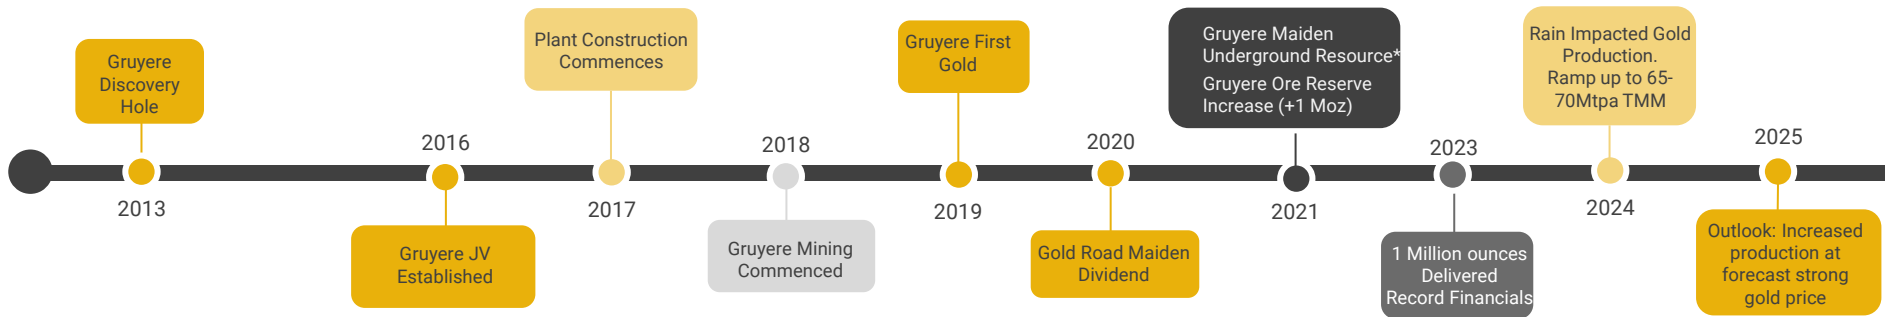 Gruyere
Discovery
Hole
2013
2016
Gruyere JV
Established
Plant Construction
Commences
2017
2018
Gruyere Mining
Commenced
Gruyere First
Gold
2019
2020
Gold Road Maiden
Dividend
Gruyere Maiden
Underground Resource*
Gruyere Ore Reserve
Increase (+1 Moz)
2021
2023
1 Million ounces
Delivered
Record Financials
Rain Impacted Gold
Production.
Ramp up to 65-
70Mtpa TMM
2024
2025
Outlook: Increased
production at
forecast strong
gold price